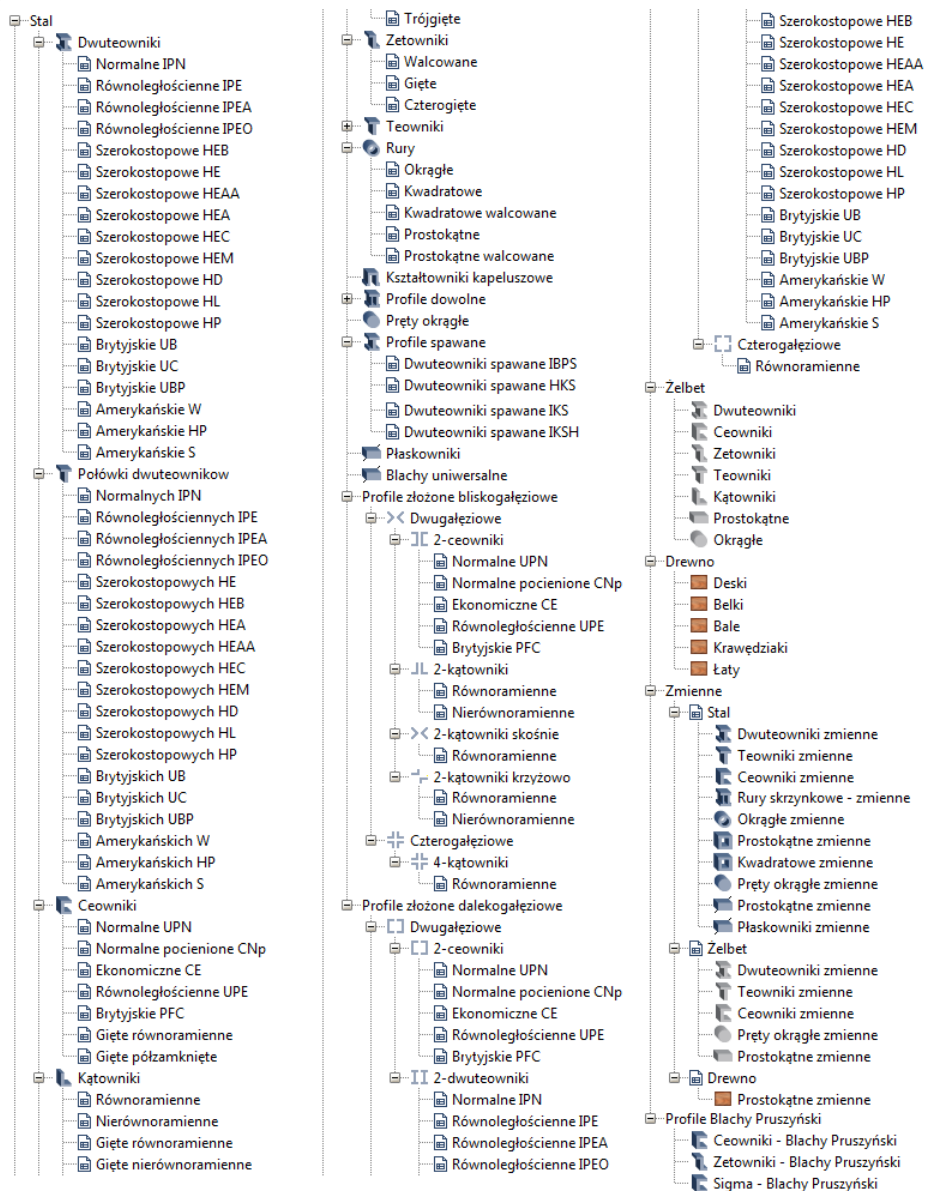 Stal
Dwuteowniki
Normalne IPN
Równoległościenne IPE
Równoległościenne IPEA
Równoległościenne IPEO
Szerokostopowe HEB
Szerokostopowe HE
Szerokostopowe HEAA
Szerokostopowe HEA
Szerokostopowe HEC
Szerokostopowe HEM
Szerokostopowe HD
Szerokostopowe HL
Szerokostopowe HP
Brytyjskie UB
Brytyjskie UC
Brytyjskie UBP
Amerykańskie W
Amerykańskie HP
Amerykańskie S
Połówki dwuteownikow
Normalnych IPN
Równoległościennych IPE
Równoległościennych IPEA
Równoległościennych IPEO
Szerokostopowych HE
Szerokostopowych HEB
Szerokostopowych HEA
Szerokostopowych HEAA
Szerokostopowych HEC
Szerokostopowych HEM
Szerokostopowych HD
Szerokostopowych HL
Szerokostopowych HP
Brytyjskich UB
Brytyjskich UC
Brytyjskich UBP
Amerykańskich W
Amerykańskich HP
Amerykańskich S
Ceowniki
Normalne UPN
Normalne pocienione CNp
Ekonomiczne CE
Równoległościenne UPE
Brytyjskie PFC
Gięte równoramienne
Gięte półzamknięte
Kątowniki
Równoramienne
Nierównoramienne
Gięte równoramienne
Gięte nierównoramienne
Trójgięte
Zetowniki
Walcowane
Gięte
Czterogięte
Teowniki
Rury
Okrągłe
Kwadratowe
Kwadratowe walcowane
Prostokątne
Prostokątne walcowane
Kształtowniki kapeluszowe
Profile dowolne
Pręty okrągłe
Profile spawane
Dwuteowniki spawane IBPS
Dwuteowniki spawane HKS
Dwuteowniki spawane IKS
Dwuteowniki spawane IKSH
Płaskowniki
Blachy uniwersalne
Profile złożone bliskogałęziowe
Dwugałęziowe
2-ceowniki
Normalne UPN
Normalne pocienione CNp
Ekonomiczne CE
Równoległościenne UPE
Brytyjskie PFC
2-kątowniki
Równoramienne
Nierównoramienne
2-kątowniki skośnie
Równoramienne
2-kątowniki krzyżowo
Równoramienne
Nierównoramienne
Czterogałęziowe
4-kątowniki
Równoramienne
Profile złożone dalekogałęziowe
Dwugałęziowe
2-ceowniki
Normalne UPN
Normalne pocienione CNp
Ekonomiczne CE
Równoległościenne UPE
Brytyjskie PFC
2-dwuteowniki
Normalne IPN
Równoległościenne IPE
Równoległościenne IPEA
Równoległościenne IPEO
Szerokostopowe HEB
Szerokostopowe HE
Szerokostopowe HEAA
Szerokostopowe HEA
Szerokostopowe HEC
Szerokostopowe HEM
Szerokostopowe HD
Szerokostopowe HL
Szerokostopowe HP
Brytyjskie UB
Brytyjskie UC
Brytyjskie UBP
Amerykańskie W
Amerykańskie HP
Amerykańskie S
Czterogałęziowe
Równoramienne
Żelbet
Dwuteowniki
Ceowniki
Zetowniki
Teowniki
Kątowniki
Prostokątne
Okrągłe
Drewno
Deski
Belki
Bale
Krawędziaki
Łaty
Zmienne
Stal
Dwuteowniki zmienne
Teowniki zmienne
Ceowniki zmienne
Rury skrzynkowe - zmienne
Okrągłe zmienne
Prostokątne zmienne
Kwadratowe zmienne
Pręty okrągłe zmienne
Prostokątne zmienne
Płaskowniki zmienne
Żelbet
Dwuteowniki zmienne
Teowniki zmienne
Ceowniki zmienne
Pręty okrągłe zmienne
Prostokątne zmienne
Drewno
Prostokątne zmienne
Profile Blachy Pruszyński
Ceowniki - Blachy Pruszyński
Zetowniki - Blachy Pruszyński
Sigma - Blachy Pruszyński